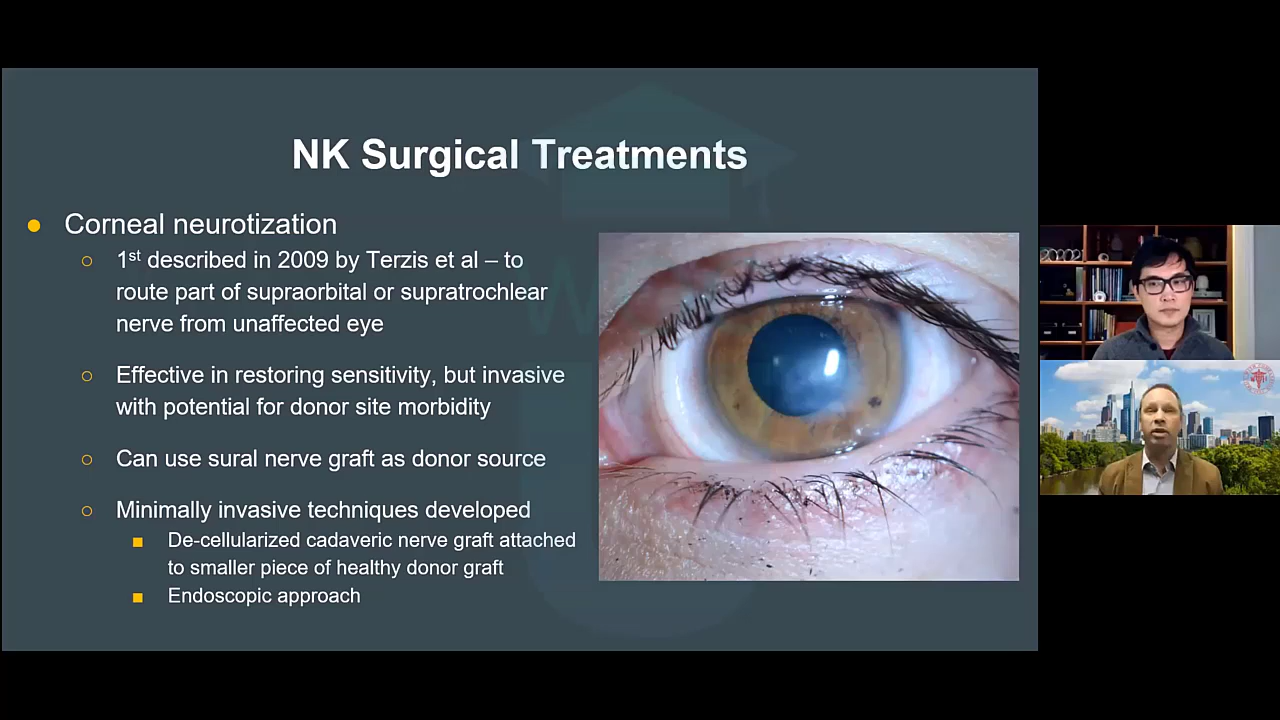 NK Surgical Treatments
● Corneal neurotization
○ 1st described in 2009 by Terzis et al – to
route part of supraorbital or supratrochlear
nerve from unaffected eye
○ Effective in restoring sensitivity, but invasive
with potential for donor site morbidity
○ Can use sural nerve graft as donor source
○ Minimally invasive techniques developed
■ De-cellularized cadaveric nerve graft attached
to smaller piece of healthy donor graft
■ Endoscopic approach